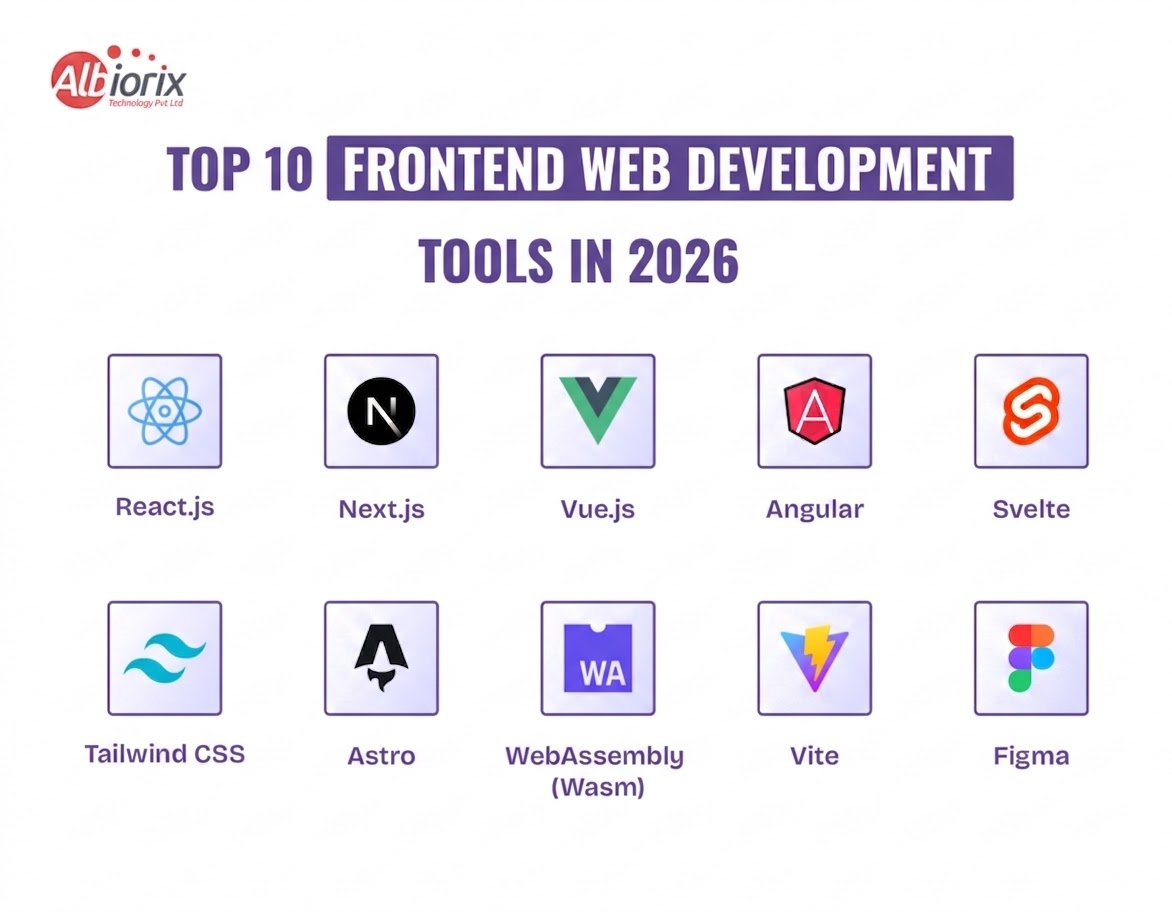 Albiorix
Technology Pvt Ltd
TOP 10 FRONTEND WEB DEVELOPMENT
TOOLS IN 2026
N
A
React.js
Next.js
Vue.js
Angular
Svelte
WA
Tailwind CSS
Astro
WebAssembly
(Wasm)
Vite
Figma